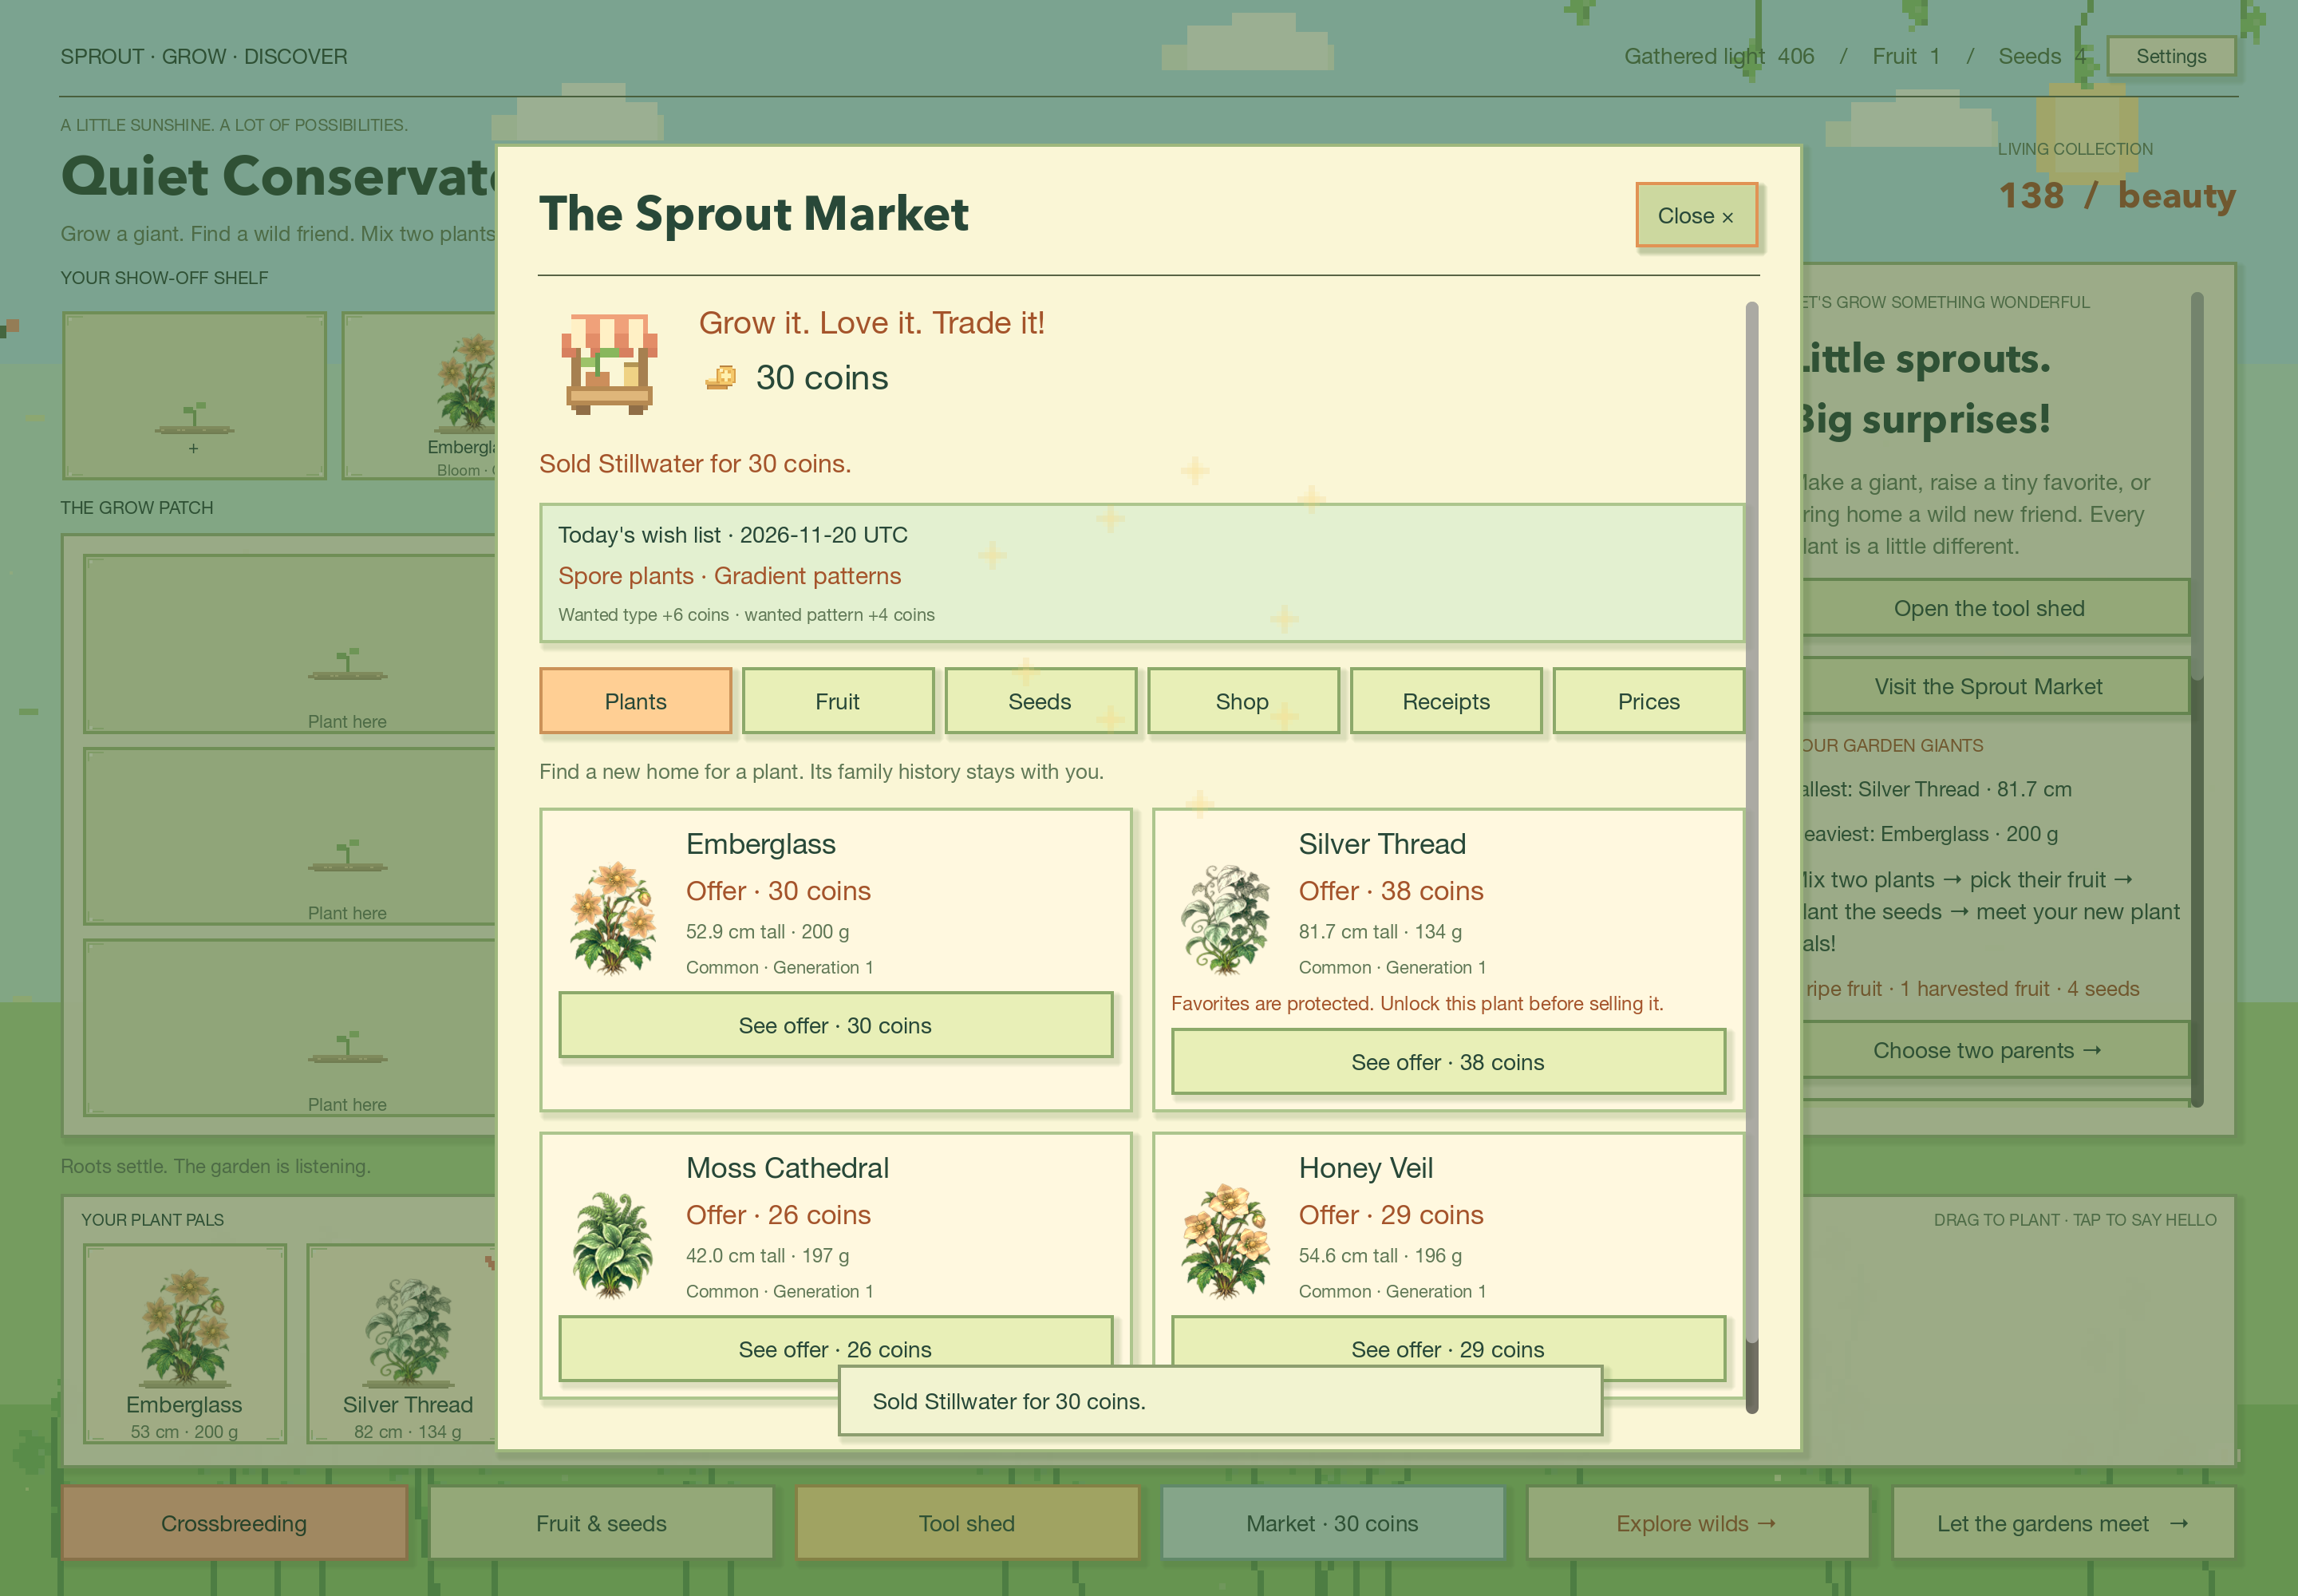 SPROUT · GROW · DISCOVER
Gathered light 406 / Fruit 1 / Seeds 4
Settings
A LITTLE SUNSHINE. A LOT OF POSSIBILITIES.
Quiet Conservat
Grow a giant. Find a wild friend. Mix two plants
LIVING COLLECTION
138 / beauty
YOUR SHOW-OFF SHELF
+
Embergla
Bloom ·
THE GROW PATCH
Plant here
Plant here
Plant here
Roots settle. The garden is listening.
YOUR PLANT PALS
Emberglass
53 cm · 200 g
Silver Thread
82 cm · 134 g
The Sprout Market
Close ×
Grow it. Love it. Trade it!
30 coins
Sold Stillwater for 30 coins.
Today's wish list · 2026-11-20 UTC
Spore plants · Gradient patterns
Wanted type +6 coins · wanted pattern +4 coins
Plants
Fruit
Seeds
Shop
Receipts
Prices
Find a new home for a plant. Its family history stays with you.
Emberglass
Offer · 30 coins
52.9 cm tall · 200 g
Common · Generation 1
See offer · 30 coins
Silver Thread
Offer · 38 coins
81.7 cm tall · 134 g
Common · Generation 1
Favorites are protected. Unlock this plant before selling it.
See offer · 38 coins
Moss Cathedral
Offer · 26 coins
42.0 cm tall · 197 g
Common · Generation 1
See offer · 26 coins
Honey Veil
Offer · 29 coins
54.6 cm tall · 196 g
Common · Generation 1
See offer · 29 coins
Sold Stillwater for 30 coins.
ET'S GROW SOMETHING WONDERFUL
Little sprouts.
Big surprises!
Make a giant, raise a tiny favorite, or
ring home a wild new friend. Every
lant is a little different.
Open the tool shed
Visit the Sprout Market
OUR GARDEN GIANTS
allest: Silver Thread · 81.7 cm
eaviest: Emberglass · 200 g
Mix two plants → pick their fruit →
lant the seeds → meet your new plant
als!
ripe fruit · 1 harvested fruit · 4 seeds
Choose two parents →
DRAG TO PLANT · TAP TO SAY HELLO
Crossbreeding
Fruit & seeds
Tool shed
Market · 30 coins
Explore wilds →
Let the gardens meet →